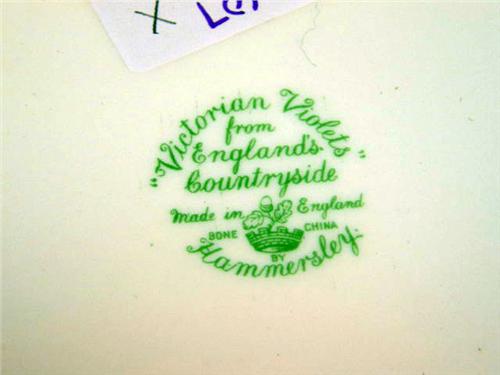 "Victorian Violets"
from
England's
Countryside
Made in England
BONE CHINA
BY
Hammersley